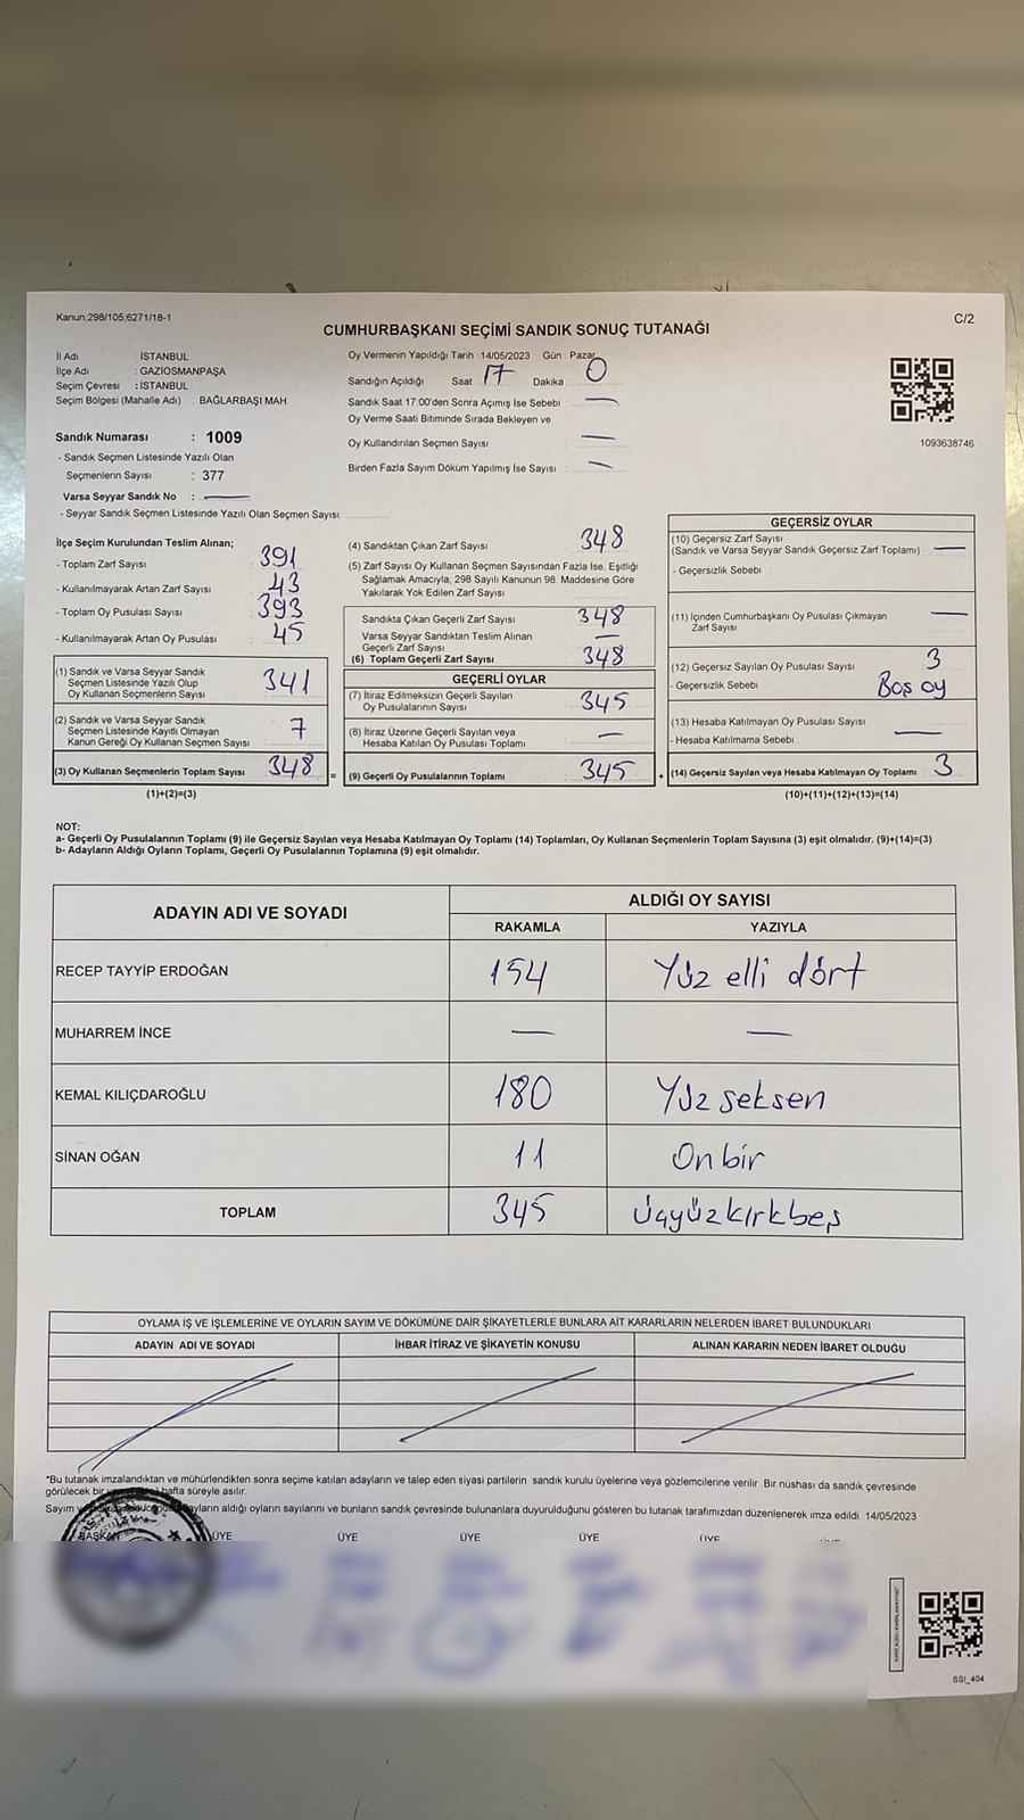 Kanun:298/105,6271/18-1
C/2
CUMHURBAŞKANI SEÇİMİ SANDIK SONUÇ TUTANAĞI
İl Adı İSTANBUL
İlçe Adı : GAZİOSMANPAŞA
Seçim Çevresi : İSTANBUL
Seçim Bölgesi (Mahalle Adı) : BAĞLARBAŞI MAH.
Sandık Numarası : 1009
- Sandık Seçmen Listesinde Yazılı Olan
Seçmenlerin Sayısı : 377
Varsa Seyyar Sandık No : —
- Seyyar Sandık Seçmen Listesinde Yazılı Olan Seçmen Sayısı
Oy Vermenin Yapıldığı Tarih 14/05/2023 Gün : Pazar
Sandığın Açıldığı Saat 17 Dakika 0
Sandık Saat 17:00'den Sonra Açımış İse Sebebi —
Oy Verme Saati Bitiminde Sırada Bekleyen ve
Oy Kullandırılan Seçmen Sayısı —
Birden Fazla Sayım Döküm Yapılmış İse Sayısı —
1093638746
İlçe Seçim Kurulundan Teslim Alınan;
- Toplam Zarf Sayısı 391
- Kullanılmayarak Artan Zarf Sayısı 43
- Toplam Oy Pusulası Sayısı 393
- Kullanılmayarak Artan Oy Pusulası 45
(1) Sandık ve Varsa Seyyar Sandık
Seçmen Listesinde Yazılı Olup
Oy Kullanan Seçmenlerin Sayısı 341
(2) Sandık ve Varsa Seyyar Sandık
Seçmen Listesinde Kayıtlı Olmayan
Kanun Gereği Oy Kullanan Seçmen Sayısı 7
(3) Oy Kullanan Seçmenlerin Toplam Sayısı 348 =
(1)+(2)=(3)
(4) Sandıktan Çıkan Zarf Sayısı 348
(5) Zarf Sayısı Oy Kullanan Seçmen Sayısından Fazla İse, Eşitliği
Sağlamak Amacıyla, 298 Sayılı Kanunun 98. Maddesine Göre
Yakılarak Yok Edilen Zarf Sayısı
Sandıkta Çıkan Geçerli Zarf Sayısı 348
Varsa Seyyar Sandıktan Teslim Alınan
Geçerli Zarf Sayısı —
(6) Toplam Geçerli Zarf Sayısı 348
GEÇERLİ OYLAR
(7) İtiraz Edilmeksizin Geçerli Sayılan
Oy Pusulalarının Sayısı 345
(8) İtiraz Üzerine Geçerli Sayılan veya
Hesaba Katılan Oy Pusulası Toplamı —
(9) Geçerli Oy Pusulalarının Toplamı 345 +
GEÇERSİZ OYLAR
(10) Geçersiz Zarf Sayısı
(Sandık ve Varsa Seyyar Sandık Geçersiz Zarf Toplamı) —
- Geçersizlik Sebebi
(11) İçinden Cumhurbaşkanı Oy Pusulası Çıkmayan
Zarf Sayısı —
(12) Geçersiz Sayılan Oy Pusulası Sayısı 3
- Geçersizlik Sebebi Boş oy
(13) Hesaba Katılmayan Oy Pusulası Sayısı
- Hesaba Katılmama Sebebi —
(14) Geçersiz Sayılan veya Hesaba Katılmayan Oy Toplamı 3
(10)+(11)+(12)+(13)=(14)
NOT:
a- Geçerli Oy Pusulalarının Toplamı (9) ile Geçersiz Sayılan veya Hesaba Katılmayan Oy Toplamı (14) Toplamları, Oy Kullanan Seçmenlerin Toplam Sayısına (3) eşit olmalıdır. (9)+(14)=(3)
b- Adayların Aldığı Oyların Toplamı, Geçerli Oy Pusulalarının Toplamına (9) eşit olmalıdır.
ADAYIN ADI VE SOYADI
ALDIĞI OY SAYISI
RAKAMLA YAZIYLA
RECEP TAYYİP ERDOĞAN 154 Yüz elli dört
MUHARREM İNCE — —
KEMAL KILIÇDAROĞLU 180 Yüz seksen
SİNAN OĞAN 11 On bir
TOPLAM 345 Üçyüzkırkbeş
OYLAMA İŞ VE İŞLEMLERİNE VE OYLARIN SAYIM VE DÖKÜMÜNE DAİR ŞİKAYETLERLE BUNLARA AİT KARARLARIN NELERDEN İBARET BULUNDUKLARI
ADAYIN ADI VE SOYADI İHBAR İTİRAZ VE ŞİKAYETİN KONUSU ALINAN KARARIN NEDEN İBARET OLDUĞU
*Bu tutanak imzalandıktan ve mühürlendikten sonra seçime katılan adayların ve talep eden siyasi partilerin sandık kurulu üyelerine veya gözlemcilerine verilir. Bir nüshası da sandık çevresinde
görülecek bir hafta süreyle asılır.
Sayım aldığı oyların sayılarını ve bunların sandık çevresinde bulunanlara duyurulduğunu gösteren bu tutanak tarafımızdan düzenlenerek imza edildi. 14/05/2023
BAŞKAN ÜYE ÜYE ÜYE ÜYE ÜYE
SSI_404